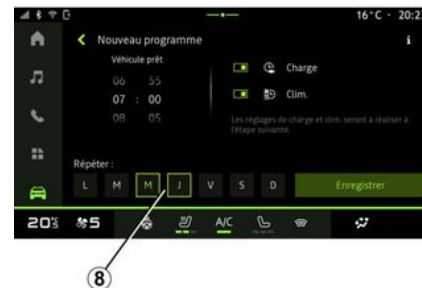 16°C · 20:2
Nouveau programme
i
Véhicule prêt
06 55
07 : 00
08 05
Charge
Clim.
Les réglages de charge et clim. seront à réaliser à
l'étape suivante.
Répéter :
L M M J V S D
Enregistrer
20 5 A/C
8